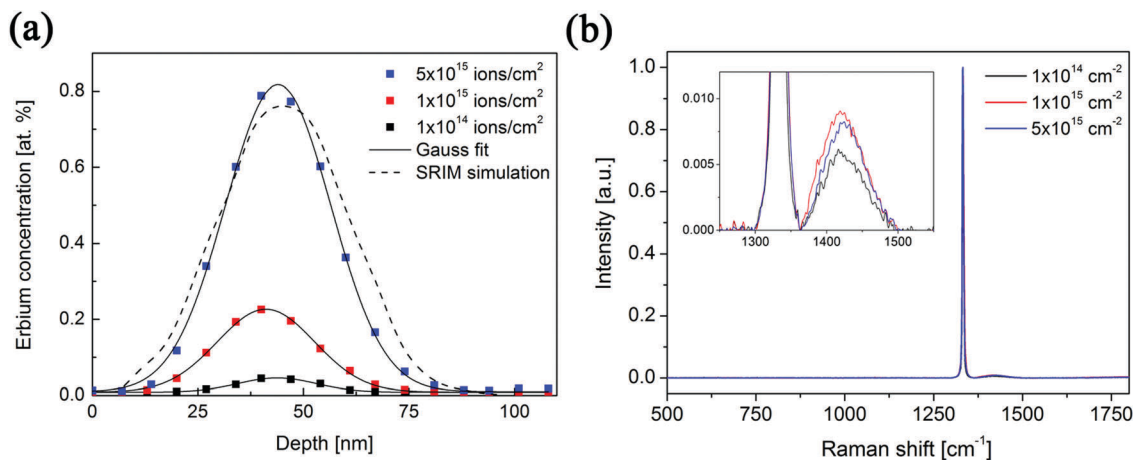 (a)
5x10¹⁵ ions/cm²
1x10¹⁵ ions/cm²
1x10¹⁴ ions/cm²
Gauss fit
SRIM simulation
Erbium concentration [at. %]
0.8
0.6
0.4
0.2
0.0
0 25 50 75 100
Depth [nm]
(b)
1x10¹⁴ cm⁻²
1x10¹⁵ cm⁻²
5x10¹⁵ cm⁻²
Intensity [a.u.]
1.0
0.8
0.6
0.4
0.2
0.0
0.010
0.005
0.000
1300 1400 1500
500 750 1000 1250 1500 1750
Raman shift [cm⁻¹]